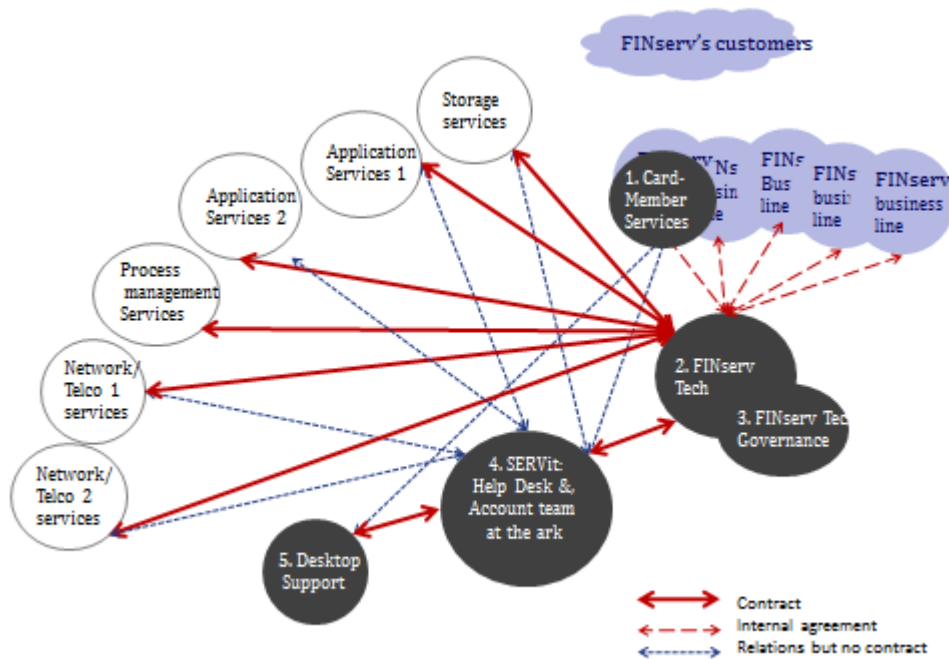 FINserv's customers
Storage
services
Application
Services 1
Application
Services 2
Process
management
Services
Network/
Telco 1
services
Network/
Telco 2
services
1. Card-
Member
Services
FINs
Bus
line
FINs
busi
line
FINserv
business
line
2. FINserv
Tech
3. FINserv Tec
Governance
4. SERVit:
Help Desk &,
Account team
at the ark
5. Desktop
Support
Contract
Internal agreement
Relations but no contract